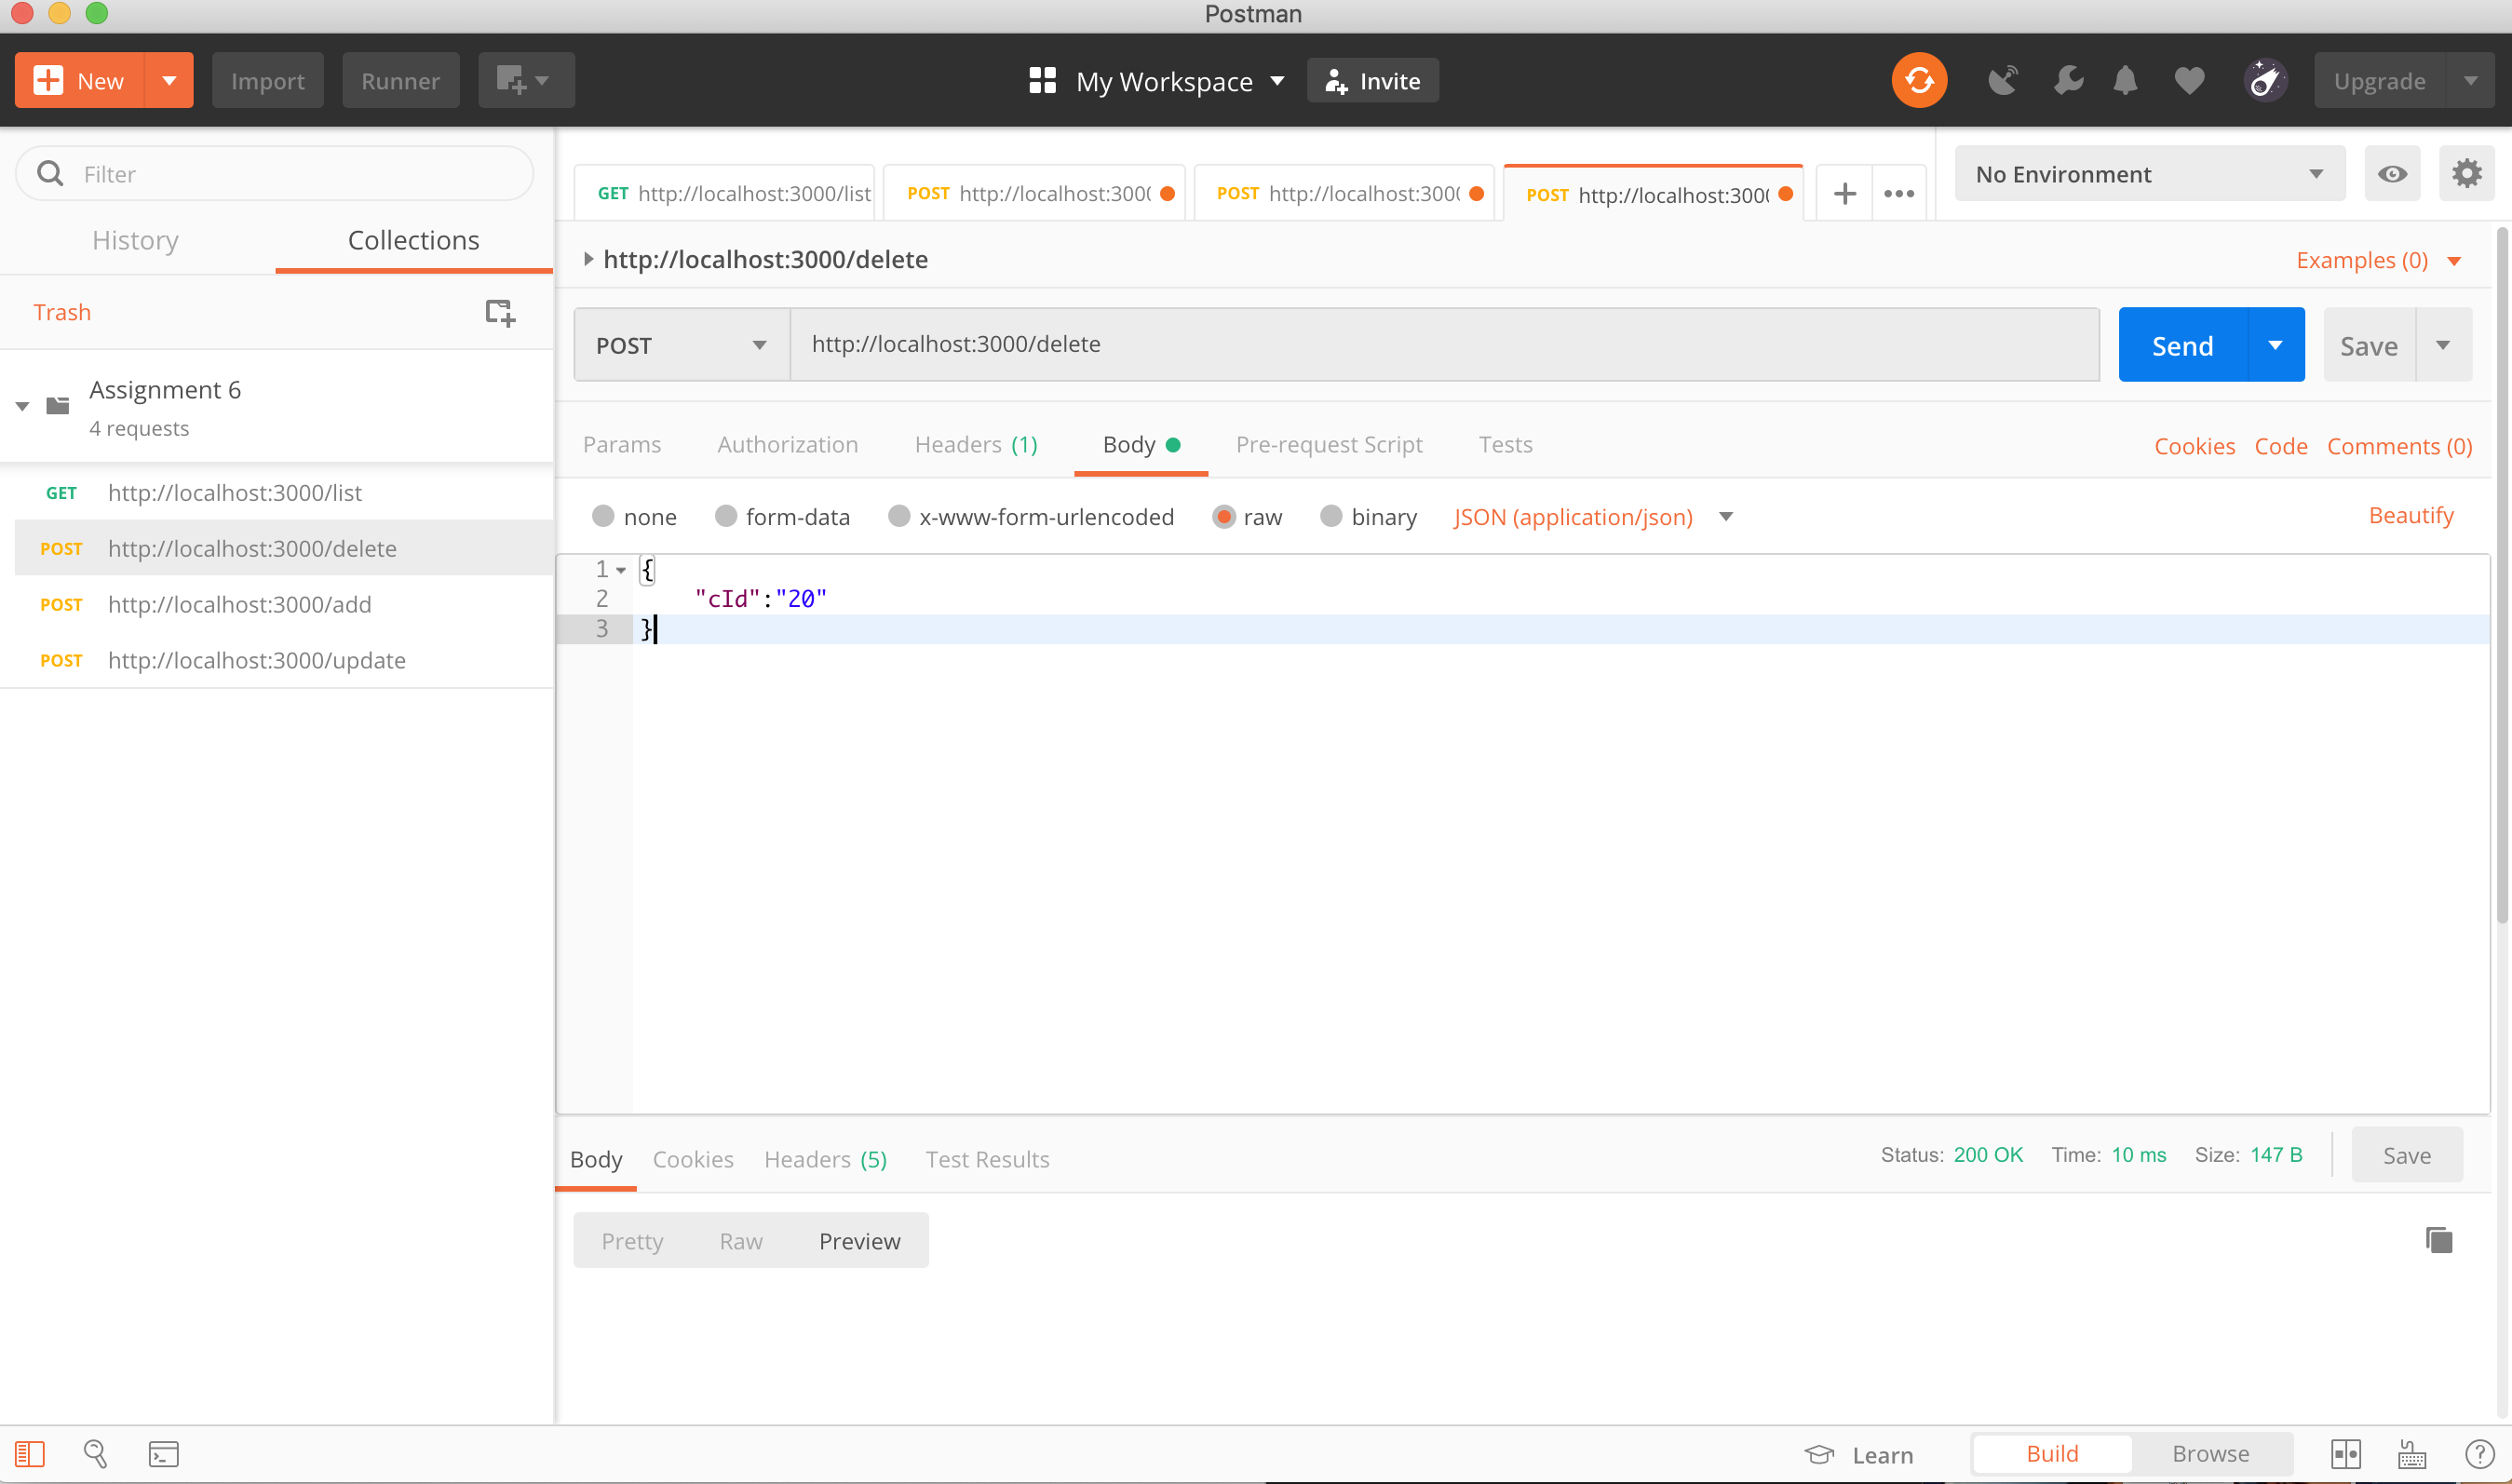 Postman
New Import Runner My Workspace Invite Upgrade
Filter
History Collections
Trash
Assignment 6
4 requests
GET http://localhost:3000/list
POST http://localhost:3000/delete
POST http://localhost:3000/add
POST http://localhost:3000/update
GET http://localhost:3000/list POST http://localhost:300 POST http://localhost:300 POST http://localhost:300 No Environment
http://localhost:3000/delete Examples (0)
POST http://localhost:3000/delete Send Save
Params Authorization Headers (1) Body Pre-request Script Tests Cookies Code Comments (0)
none form-data x-www-form-urlencoded raw binary JSON (application/json) Beautify
1 {
2 "cId":"20"
3 }
Body Cookies Headers (5) Test Results Status: 200 OK Time: 10 ms Size: 147 B Save
Pretty Raw Preview
Learn Build Browse